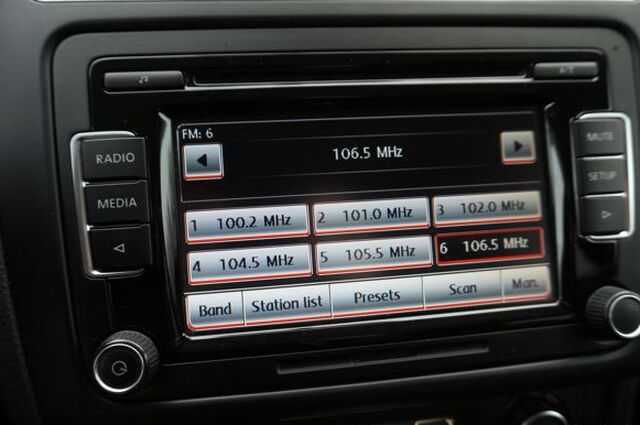 FM: 6
106.5 MHz
RADIO
MEDIA
MUTE
SETUP
1 100.2 MHz 2 101.0 MHz 3 102.0 MHz
4 104.5 MHz 5 105.5 MHz 6 106.5 MHz
Band Station list Presets Scan Man.